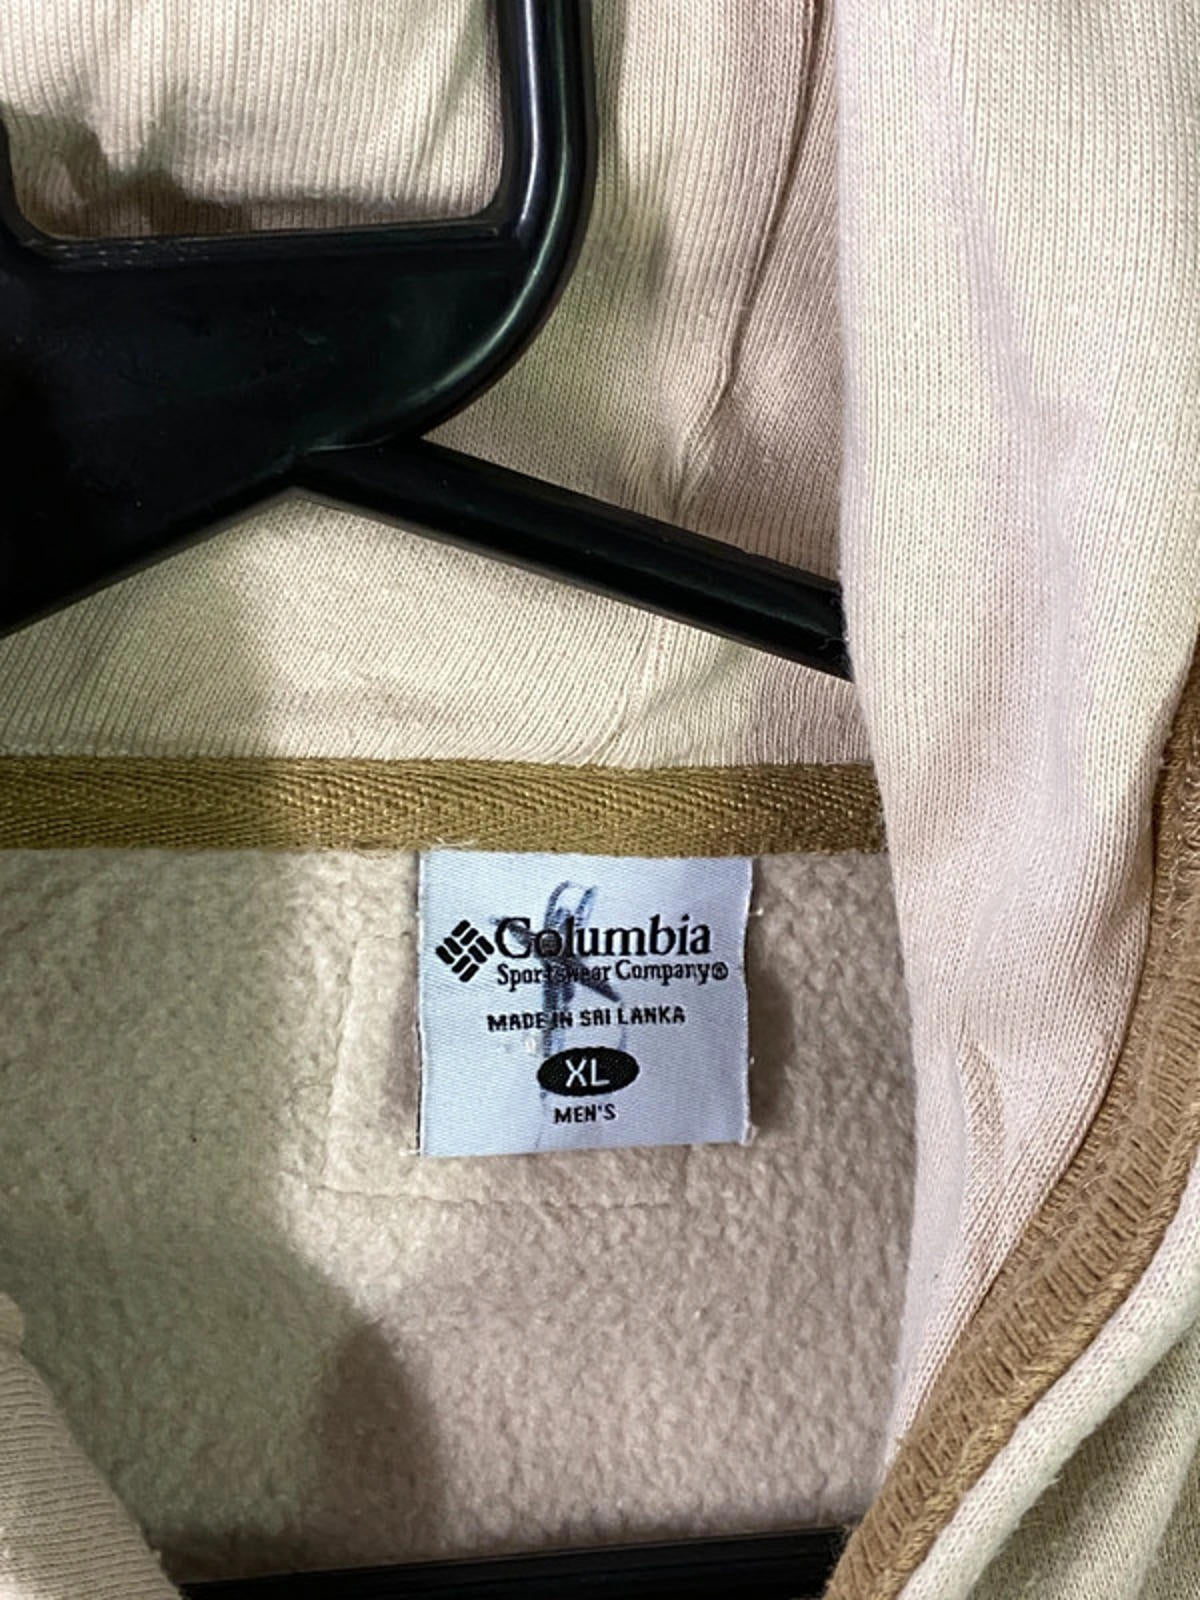 Columbia
Sportswear Company®
MADE IN SRI LANKA
XL
MEN'S